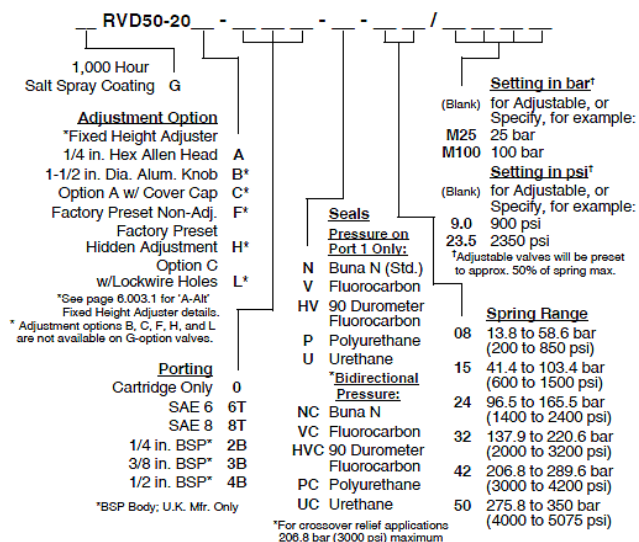 __ RVD50-20__ - ____ - __ - ___ / ____
1,000 Hour
Salt Spray Coating G
Adjustment Option
*Fixed Height Adjuster
1/4 in. Hex Allen Head A
1-1/2 in. Dia. Alum. Knob B*
Option A w/ Cover Cap C*
Factory Preset Non-Adj. F*
Factory Preset
Hidden Adjustment H*
Option C
w/Lockwire Holes L*
*See page 6.003.1 for 'A-Alt'
Fixed Height Adjuster details.
* Adjustment options B, C, F, H, and L
are not available on G-option valves.
Porting
Cartridge Only 0
SAE 6 6T
SAE 8 8T
1/4 in. BSP* 2B
3/8 in. BSP* 3B
1/2 in. BSP* 4B
*BSP Body; U.K. Mfr. Only
Seals
Pressure on
Port 1 Only:
N Buna N (Std.)
V Fluorocarbon
HV 90 Durometer
Fluorocarbon
P Polyurethane
U Urethane
*Bidirectional
Pressure:
NC Buna N
VC Fluorocarbon
HVC 90 Durometer
Fluorocarbon
PC Polyurethane
UC Urethane
*For crossover relief applications
206.8 bar (3000 psi) maximum
Setting in bar†
(Blank) for Adjustable, or
Specify, for example:
M25 25 bar
M100 100 bar
Setting in psi†
(Blank) for Adjustable, or
Specify, for example:
9.0 900 psi
23.5 2350 psi
†Adjustable valves will be preset
to approx. 50% of spring max.
Spring Range
08 13.8 to 58.6 bar
(200 to 850 psi)
15 41.4 to 103.4 bar
(600 to 1500 psi)
24 96.5 to 165.5 bar
(1400 to 2400 psi)
32 137.9 to 220.6 bar
(2000 to 3200 psi)
42 206.8 to 289.6 bar
(3000 to 4200 psi)
50 275.8 to 350 bar
(4000 to 5075 psi)